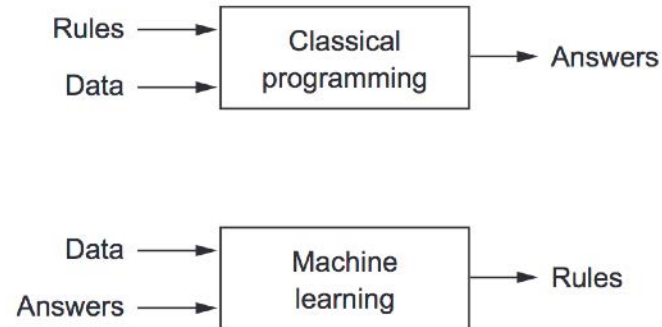 Rules
Data
Classical
programming
Answers
Data
Answers
Machine
learning
Rules